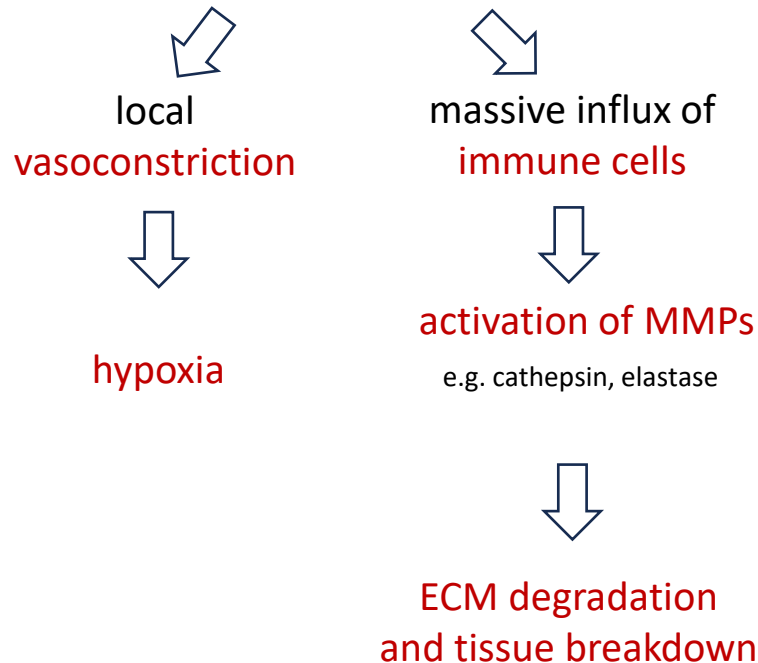 local
vasoconstriction
hypoxia
massive influx of
immune cells
activation of MMPs
e.g. cathepsin, elastase
ECM degradation
and tissue breakdown